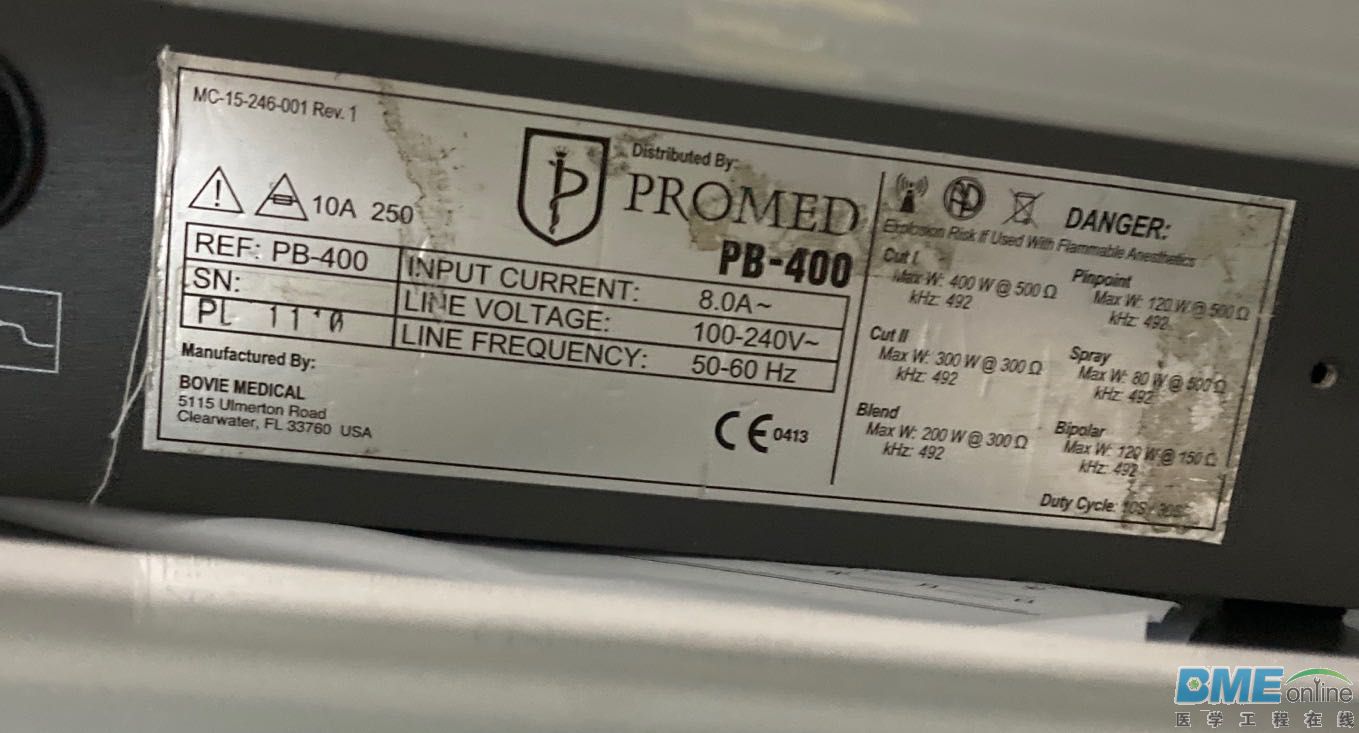 MC-15-246-001 Rev. 1
10A 250
Distributed By:
PROMED
PB-400
REF: PB-400
SN:
INPUT CURRENT: 8.0A~
LINE VOLTAGE: 100-240V~
LINE FREQUENCY: 50-60 Hz
Manufactured By:
BOVIE MEDICAL
5115 Ulmerton Road
Clearwater, FL 33760 USA
CE 0413
DANGER:
Explosion Risk If Used With Flammable Anesthetics
Cut I
Max W: 400 W @ 500 Ω
kHz: 492
Cut II
Max W: 300 W @ 300 Ω
kHz: 492
Blend
Max W: 200 W @ 300 Ω
kHz: 492
Pinpoint
Max W: 120 W @ 500 Ω
kHz: 492
Spray
Max W: 80 W @ 500 Ω
kHz: 492
Bipolar
Max W: 120 W @ 150 Ω
kHz: 492
Duty Cycle:
BME online
医学工程在线